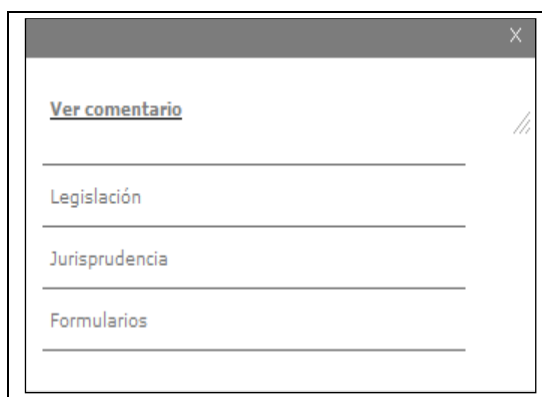 X
Ver comentario
Legislación
Jurisprudencia
Formularios